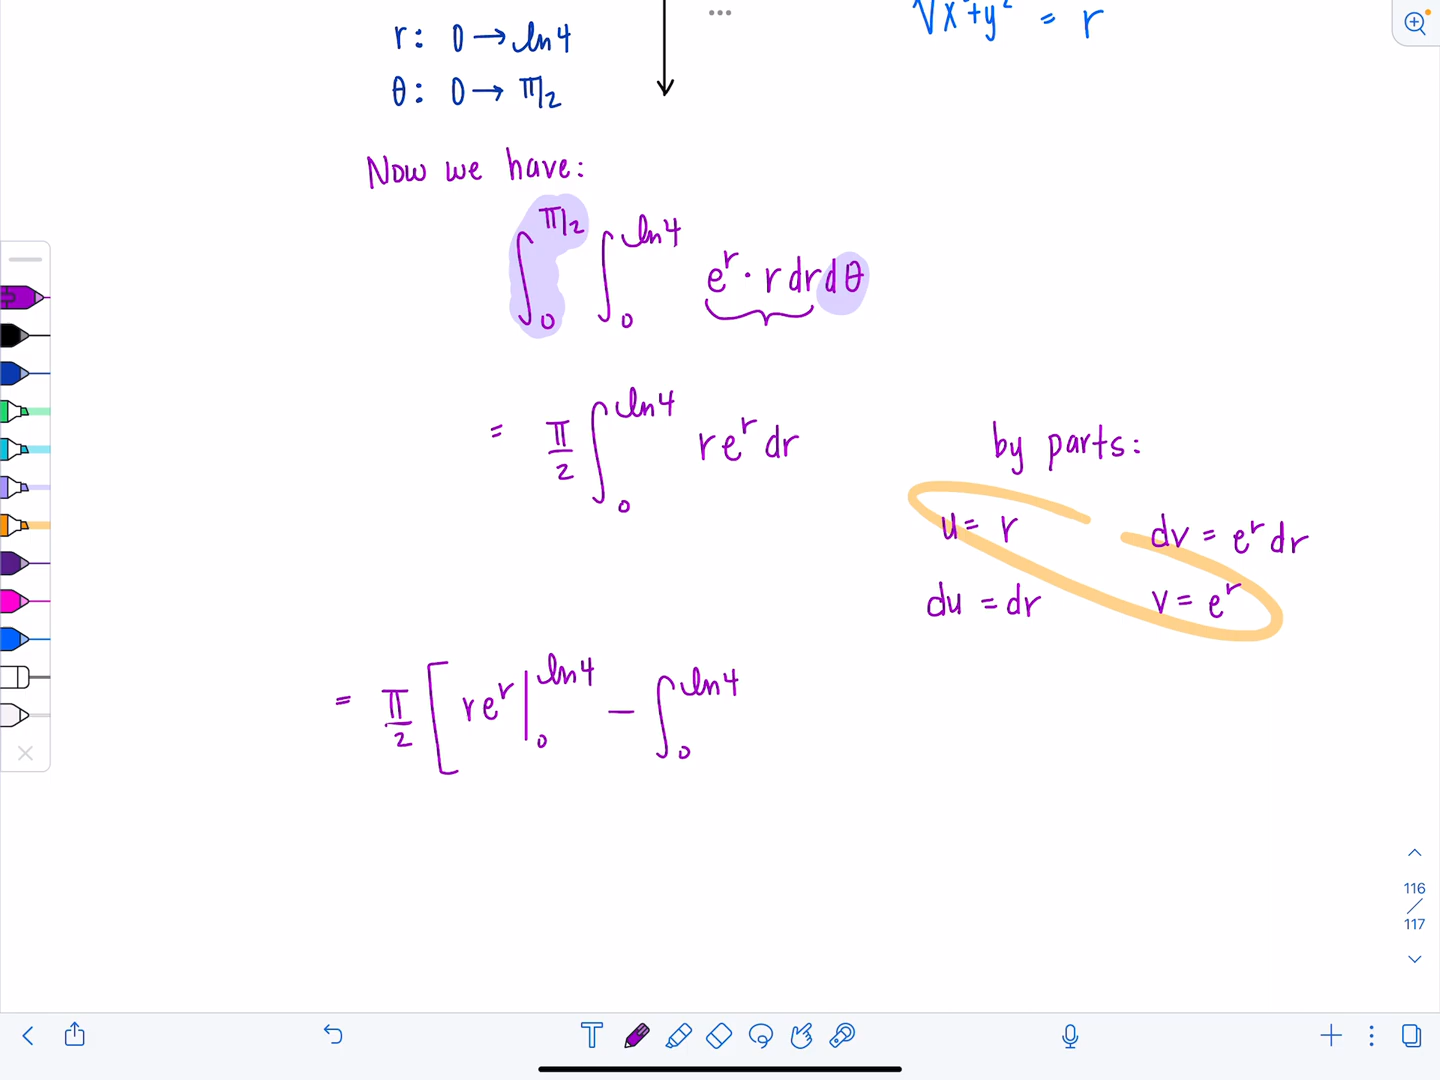 √x²+y² = r
r: 0 → ln4
θ: 0 → π/2
Now we have:
∫₀^(π/2) ∫₀^(ln4) e^r · r dr dθ
= π/2 ∫₀^(ln4) re^r dr
by parts:
u = r dv = e^r dr
du = dr v = e^r
= π/2 [ re^r |₀^(ln4) − ∫₀^(ln4)
116
/
117
T